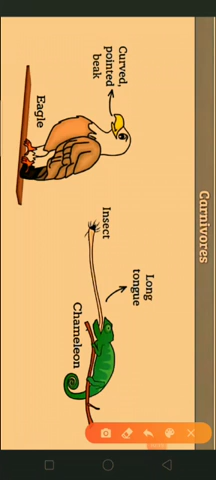 Carnivores
Curved,
pointed
beak
Eagle
Long
tongue
Insect
Chameleon